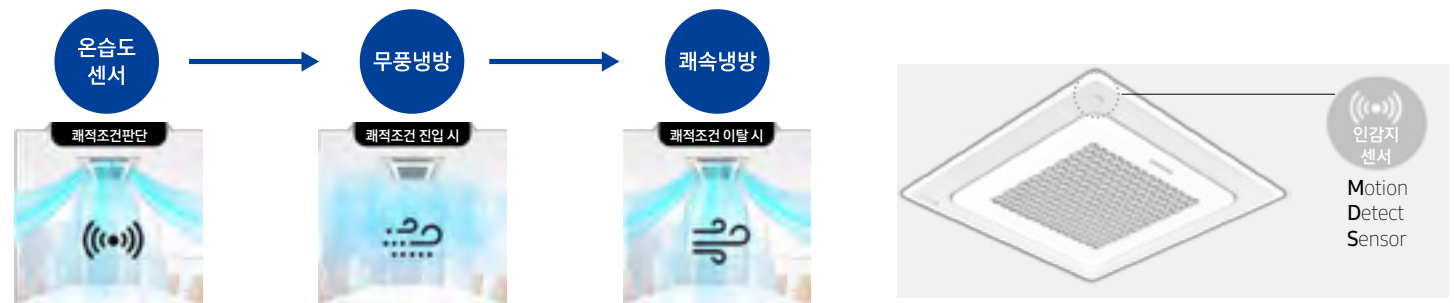 온습도
센서
무풍냉방
쾌속냉방
쾌적조건판단
쾌적조건 진입 시
쾌적조건 이탈 시
인감지
센서
Motion
Detect
Sensor